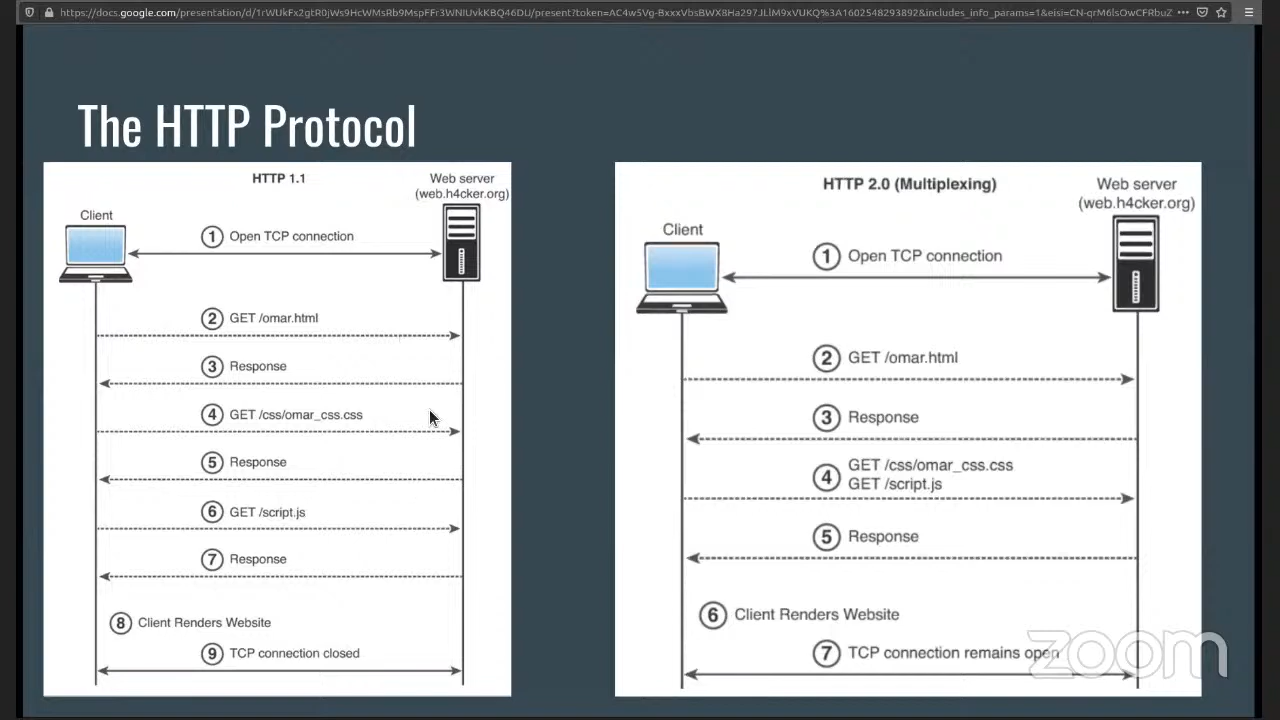 The HTTP Protocol
HTTP 1.1
Web server
(web.h4cker.org)
Client
1 Open TCP connection
2 GET /omar.html
3 Response
4 GET /css/omar_css.css
5 Response
6 GET /script.js
7 Response
8 Client Renders Website
9 TCP connection closed
HTTP 2.0 (Multiplexing)
Web server
(web.h4cker.org)
Client
1 Open TCP connection
2 GET /omar.html
3 Response
4 GET /css/omar_css.css
GET /script.js
5 Response
6 Client Renders Website
7 TCP connection remains open
zoom